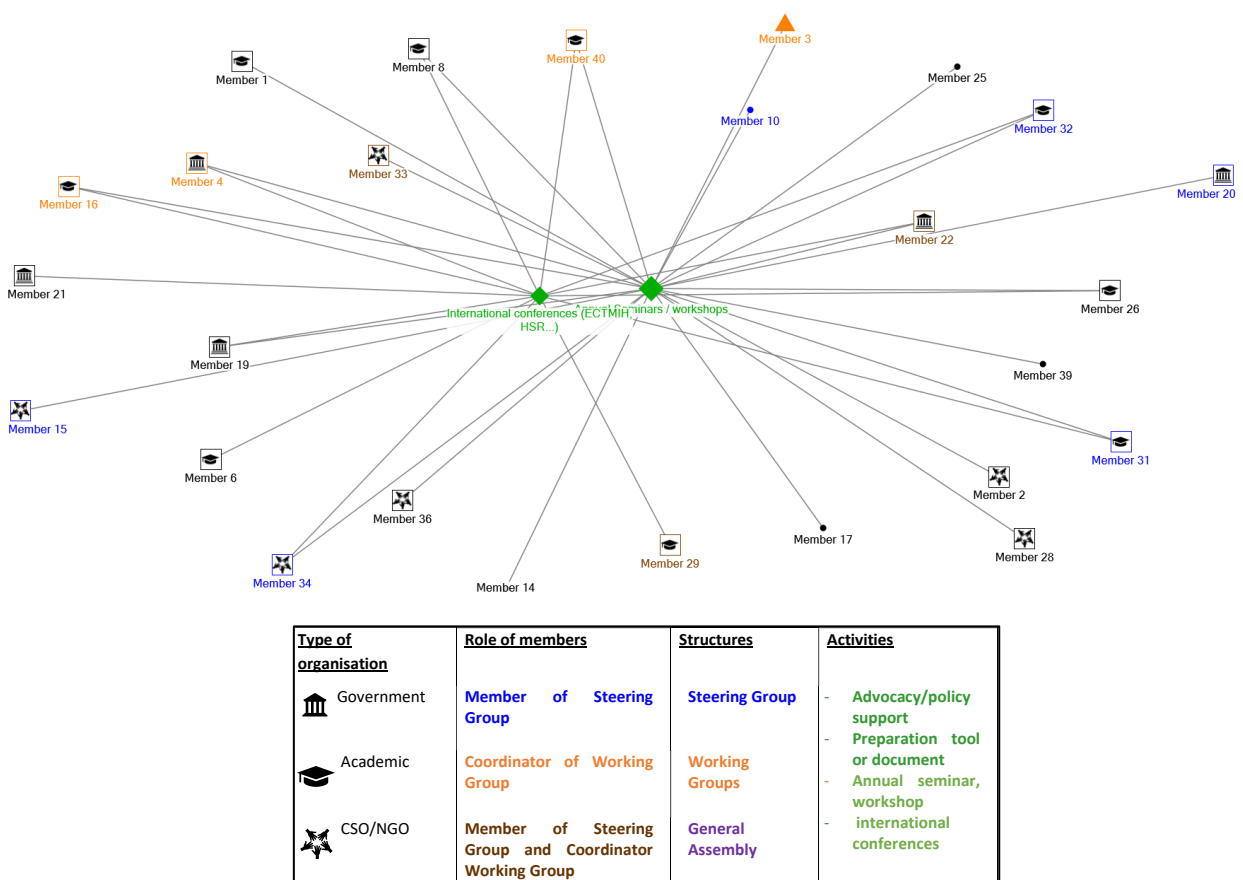 Member 3
Member 40
Member 8
Member 1
Member 25
Member 10
Member 32
Member 33
Member 4
Member 16
Member 20
Member 22
Member 21
Member 26
International conferences (ECTMIH,
HSR...)
Annual Seminars / workshops
Member 19
Member 39
Member 15
Member 31
Member 6
Member 2
Member 36
Member 17
Member 28
Member 29
Member 34
Member 14
Type of
organisation
Role of members
Structures
Activities
Government
Member of Steering
Group
Steering Group
- Advocacy/policy
support
- Preparation tool
or document
Academic
Coordinator of Working
Group
Working
Groups
- Annual seminar,
workshop
- international
conferences
CSO/NGO
Member of Steering
Group and Coordinator
Working Group
General
Assembly